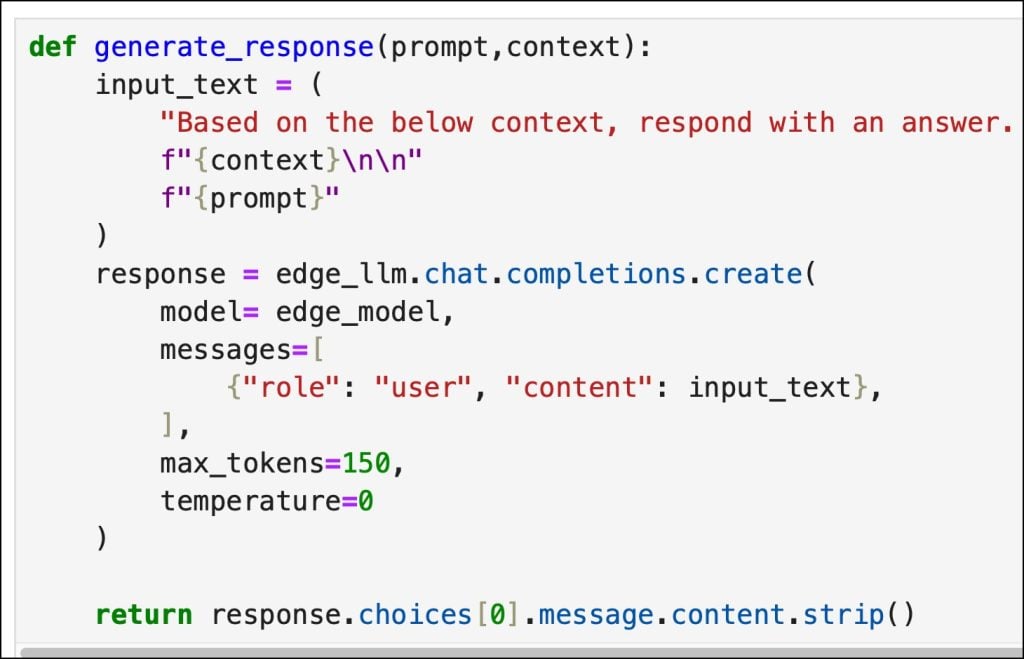 def generate_response(prompt,context):
    input_text = (
        "Based on the below context, respond with an answer.
        f"{context}\n\n"
        f"{prompt}"
    )
    response = edge_llm.chat.completions.create(
        model= edge_model,
        messages=[
            {"role": "user", "content": input_text},
        ],
        max_tokens=150,
        temperature=0
    )

    return response.choices[0].message.content.strip()